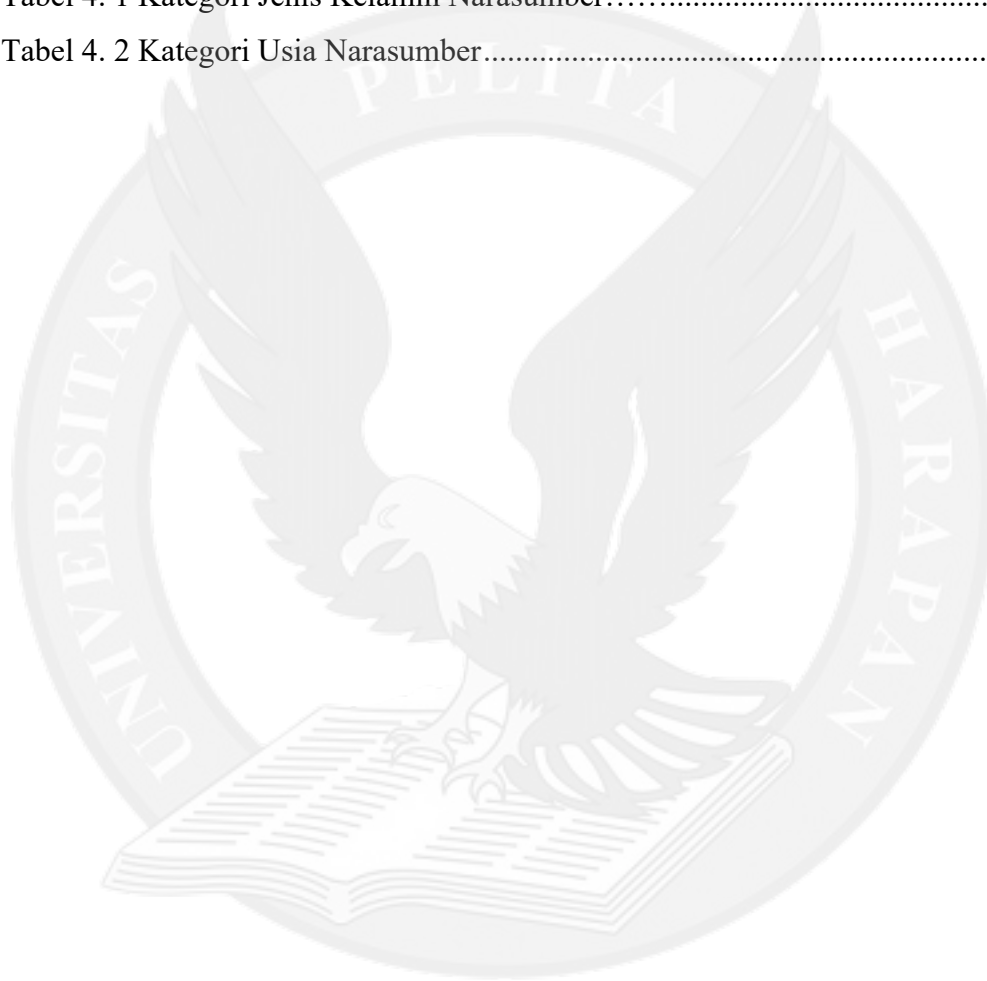 Tabel 4. 1 Kategori Jenis Kelamin Narasumber……........................................
Tabel 4. 2 Kategori Usia Narasumber..............................................................
UNIVERSITAS PELITA HARAPAN